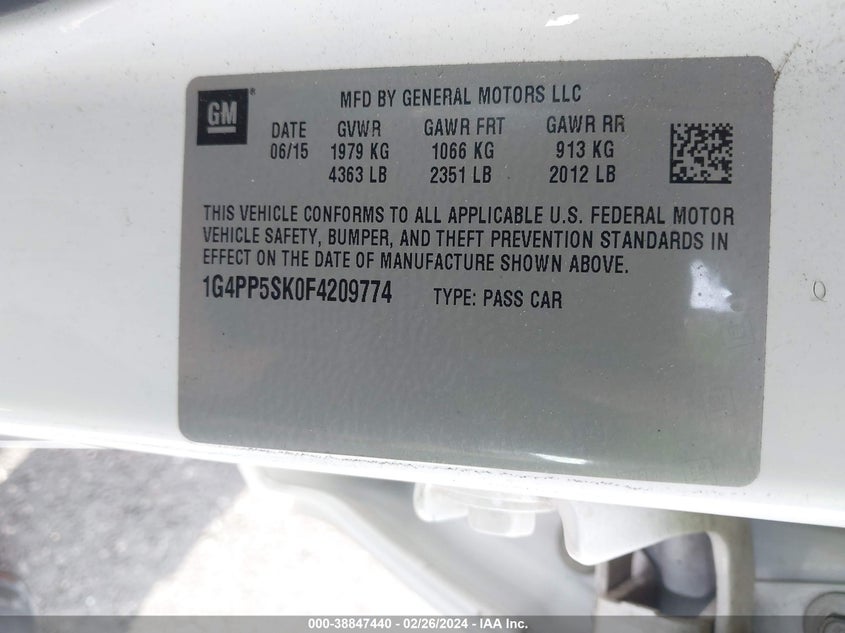 GM®
MFD BY GENERAL MOTORS LLC
DATE GVWR GAWR FRT GAWR RR
06/15 1979 KG 1066 KG 913 KG
4363 LB 2351 LB 2012 LB
THIS VEHICLE CONFORMS TO ALL APPLICABLE U.S. FEDERAL MOTOR
VEHICLE SAFETY, BUMPER, AND THEFT PREVENTION STANDARDS IN
EFFECT ON THE DATE OF MANUFACTURE SHOWN ABOVE.
1G4PP5SK0F4209774 TYPE: PASS CAR
000-38847440 - 02/26/2024 - IAA Inc.